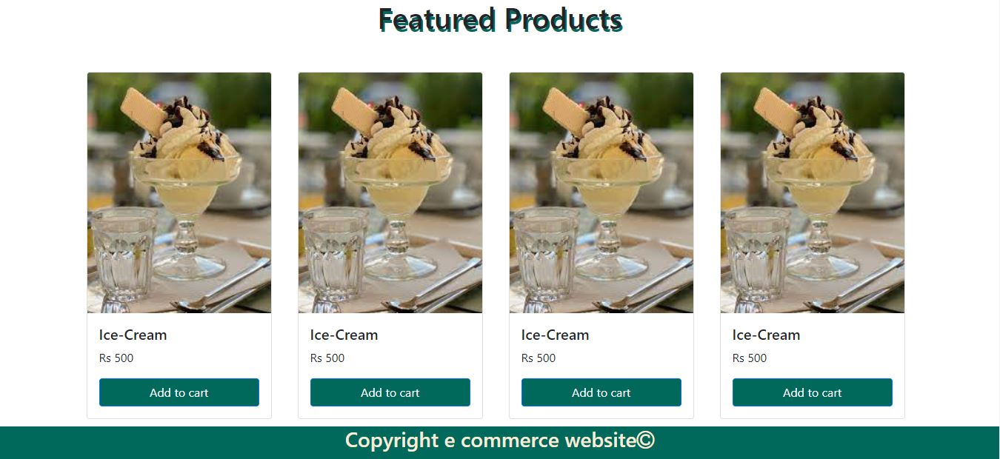 Featured Products
Ice-Cream
Rs 500
Add to cart
Ice-Cream
Rs 500
Add to cart
Ice-Cream
Rs 500
Add to cart
Ice-Cream
Rs 500
Add to cart
Copyright e commerce website©